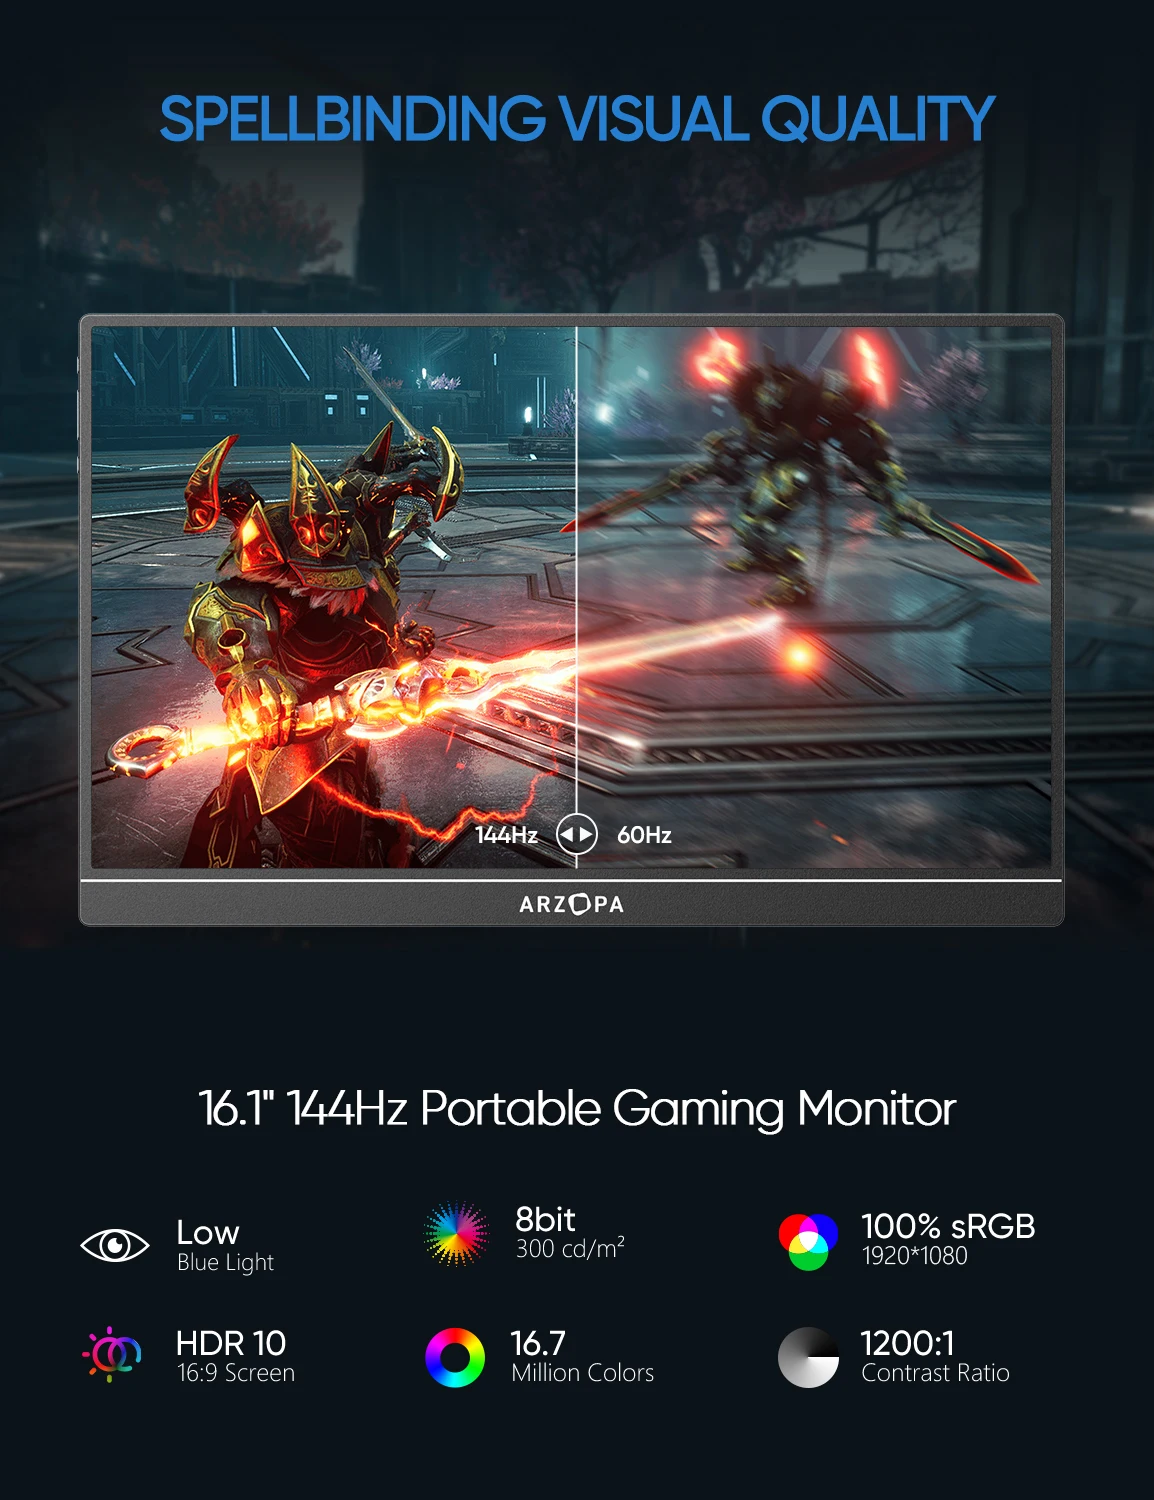 SPELLBINDING VISUAL QUALITY
144Hz 60Hz
ARZOPA
16.1" 144Hz Portable Gaming Monitor
Low
Blue Light
8bit
300 cd/m²
100% sRGB
1920*1080
HDR 10
16:9 Screen
16.7
Million Colors
1200:1
Contrast Ratio